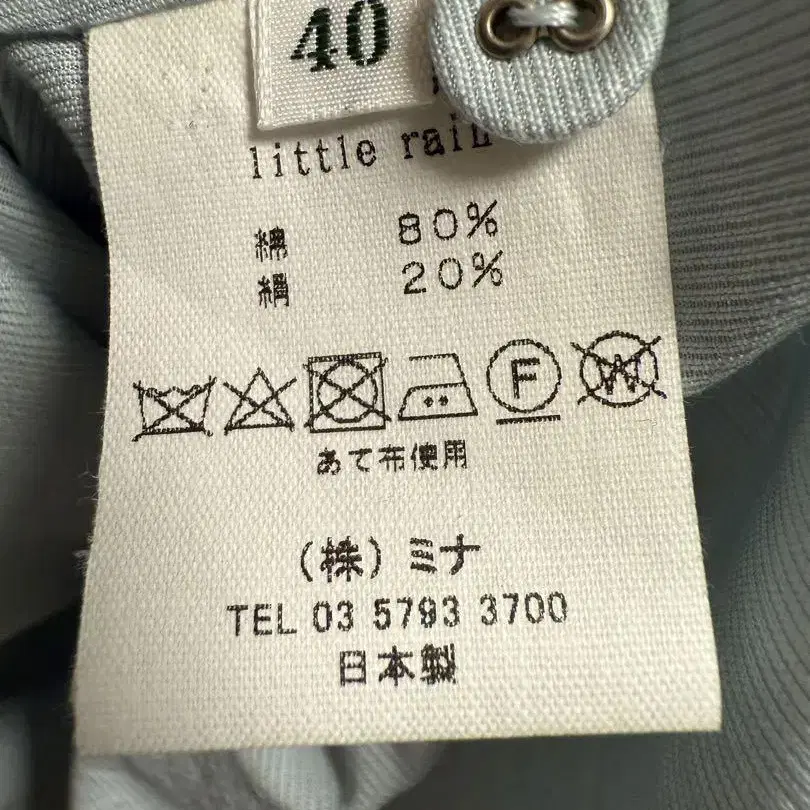 40
little rain
綿 80%
絹 20%
F
W
あて布使用
(株)ミナ
TEL 03 5793 3700
日本製